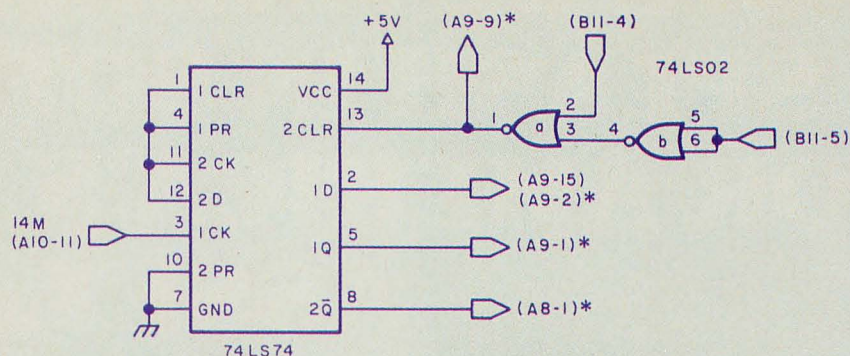 +5V
(A9-9)*
(B11-4)
74LS02
1
1 CLR
VCC
14
4
1 PR
2 CLR
13
1
a
2
3
4
b
5
6
(B11-5)
11
2 CK
12
2 D
1D
2
(A9-15)
(A9-2)*
14M
(A10-11)
3
1 CK
1Q
5
(A9-1)*
10
2 PR
7
GND
2Q̅
8
(A8-1)*
74LS74